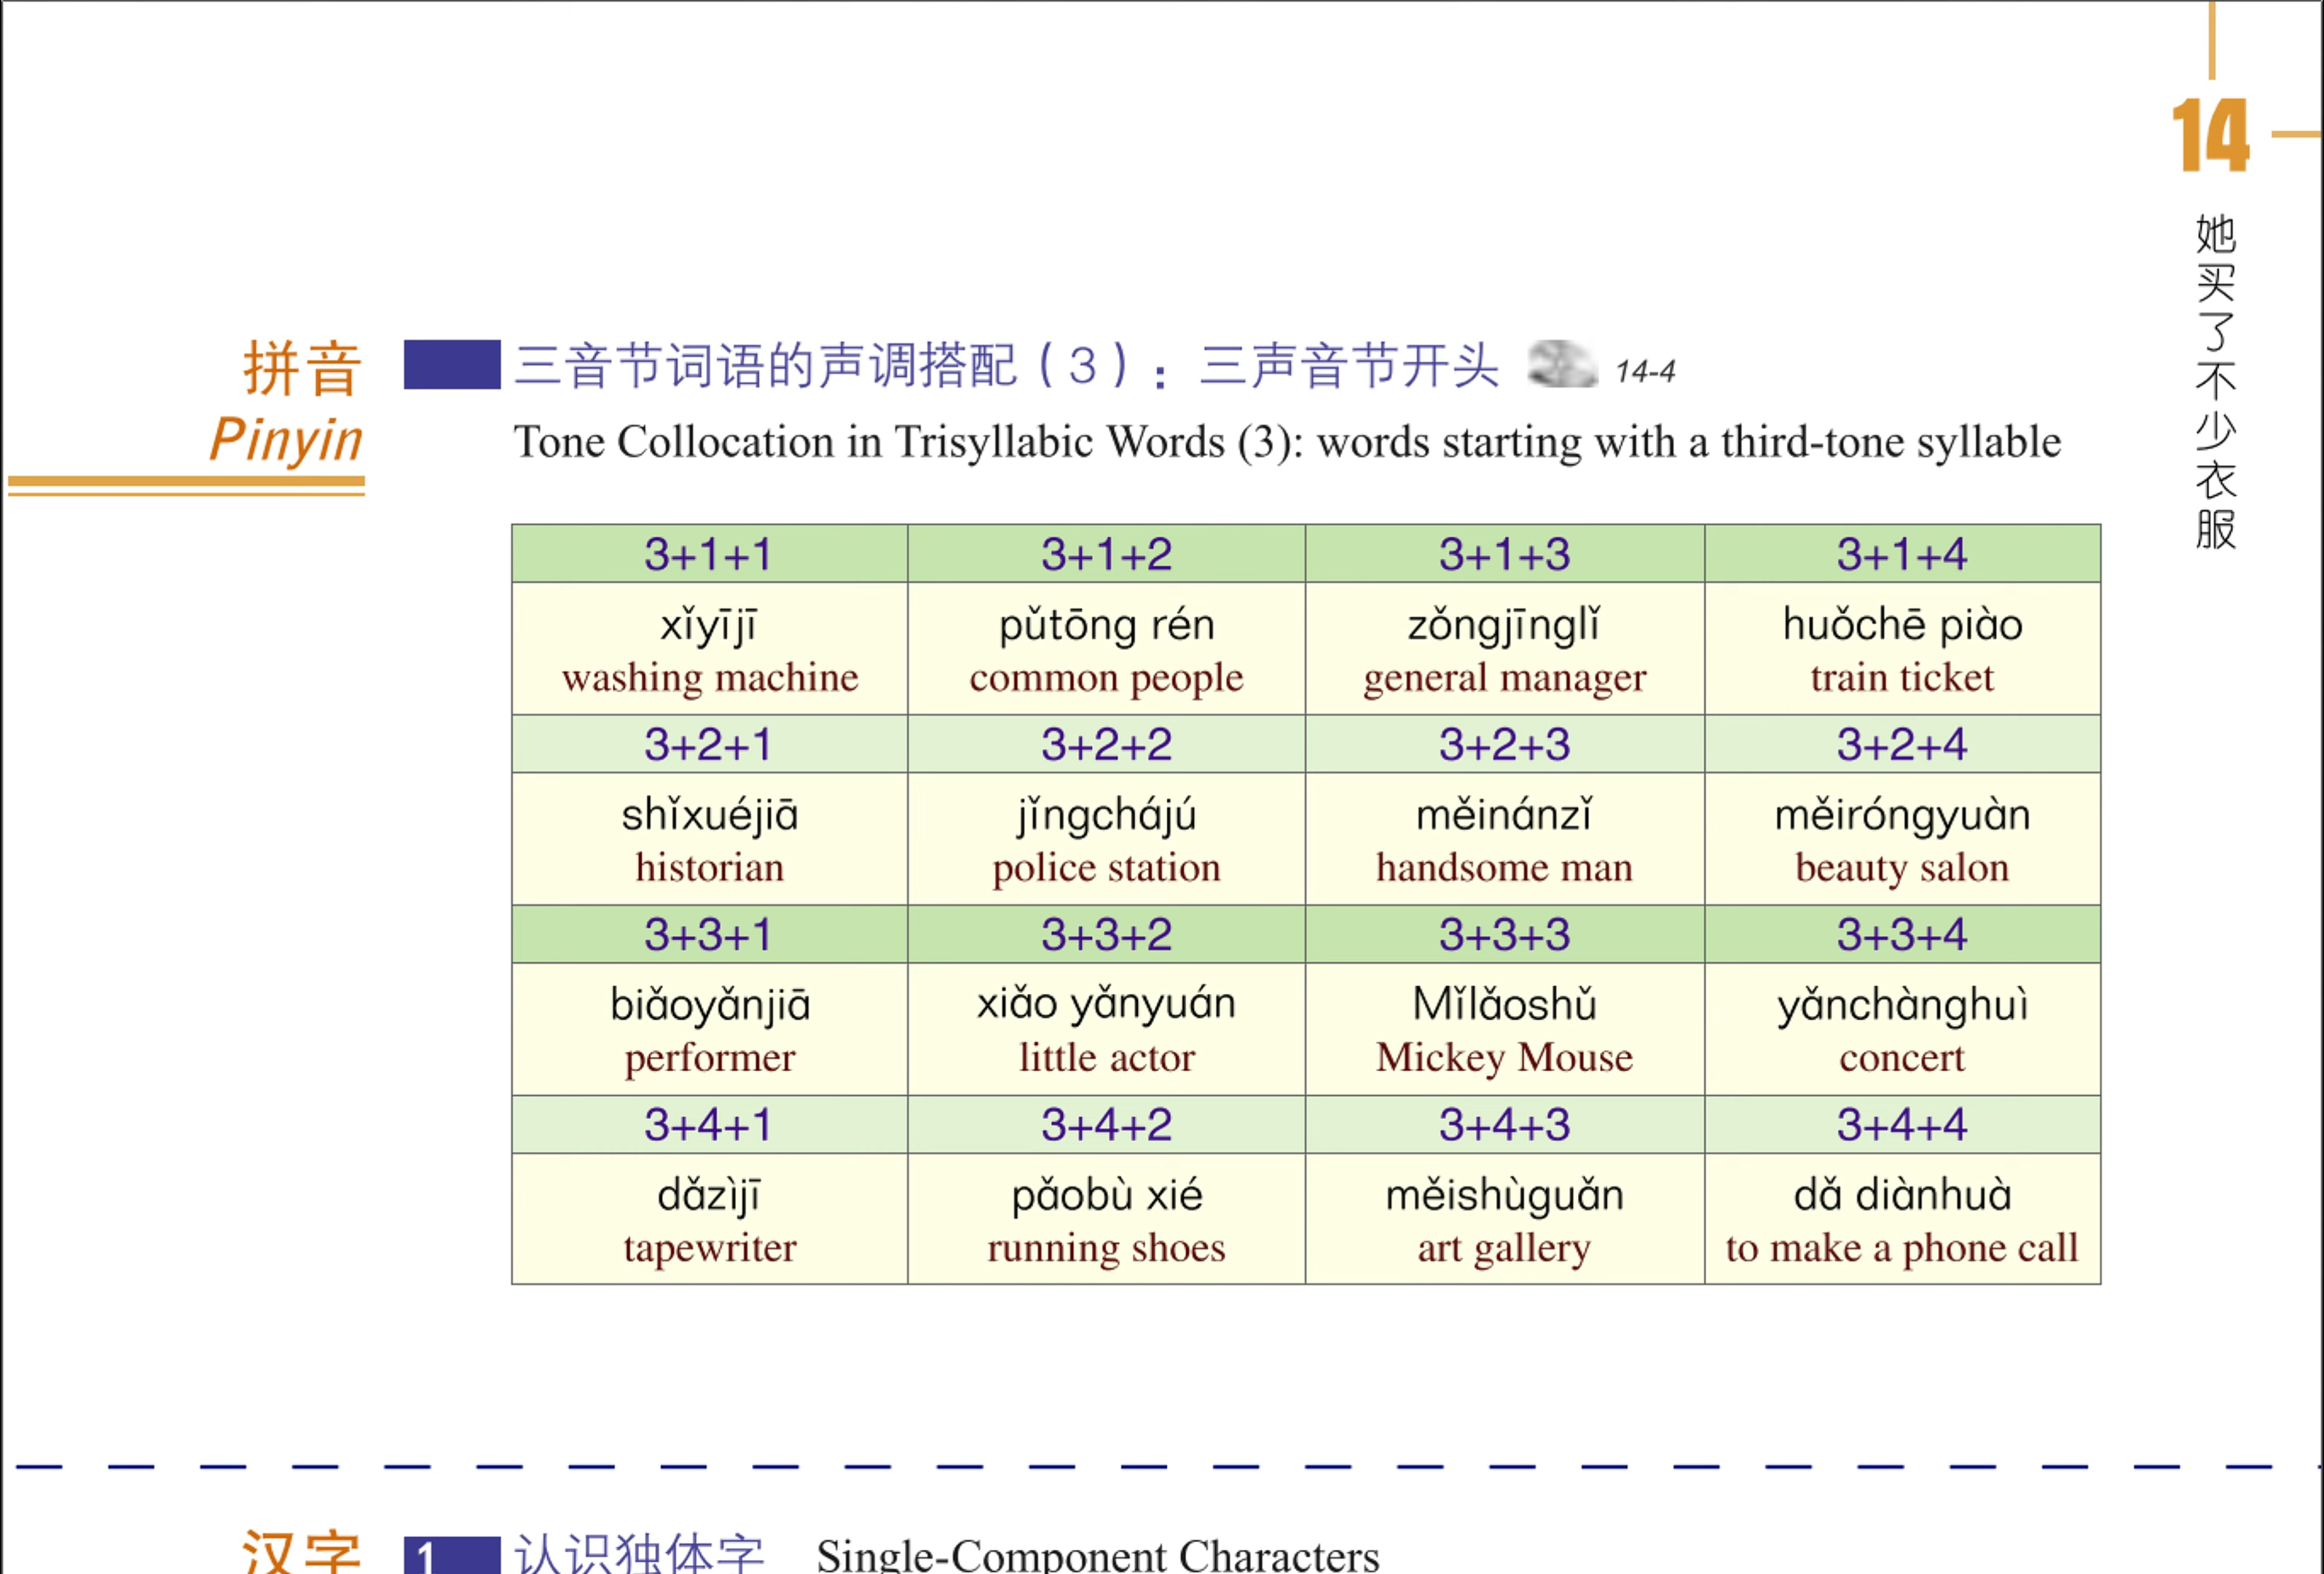 14
她买了不少衣服
拼音
Pinyin
三音节词语的声调搭配（3）：三声音节开头 14-4
Tone Collocation in Trisyllabic Words (3): words starting with a third-tone syllable
3+1+1 3+1+2 3+1+3 3+1+4
xǐyījī pǔtōng rén zǒngjīnglǐ huǒchē piào
washing machine common people general manager train ticket
3+2+1 3+2+2 3+2+3 3+2+4
shǐxuéjiā jǐngchájú měinánzǐ měiróngyuàn
historian police station handsome man beauty salon
3+3+1 3+3+2 3+3+3 3+3+4
biǎoyǎnjiā xiǎo yǎnyuán Mǐlǎoshǔ yǎnchànghuì
performer little actor Mickey Mouse concert
3+4+1 3+4+2 3+4+3 3+4+4
dǎzìjī pǎobù xié měishùguǎn dǎ diànhuà
tapewriter running shoes art gallery to make a phone call
汉字 1 认识独体字 Single-Component Characters